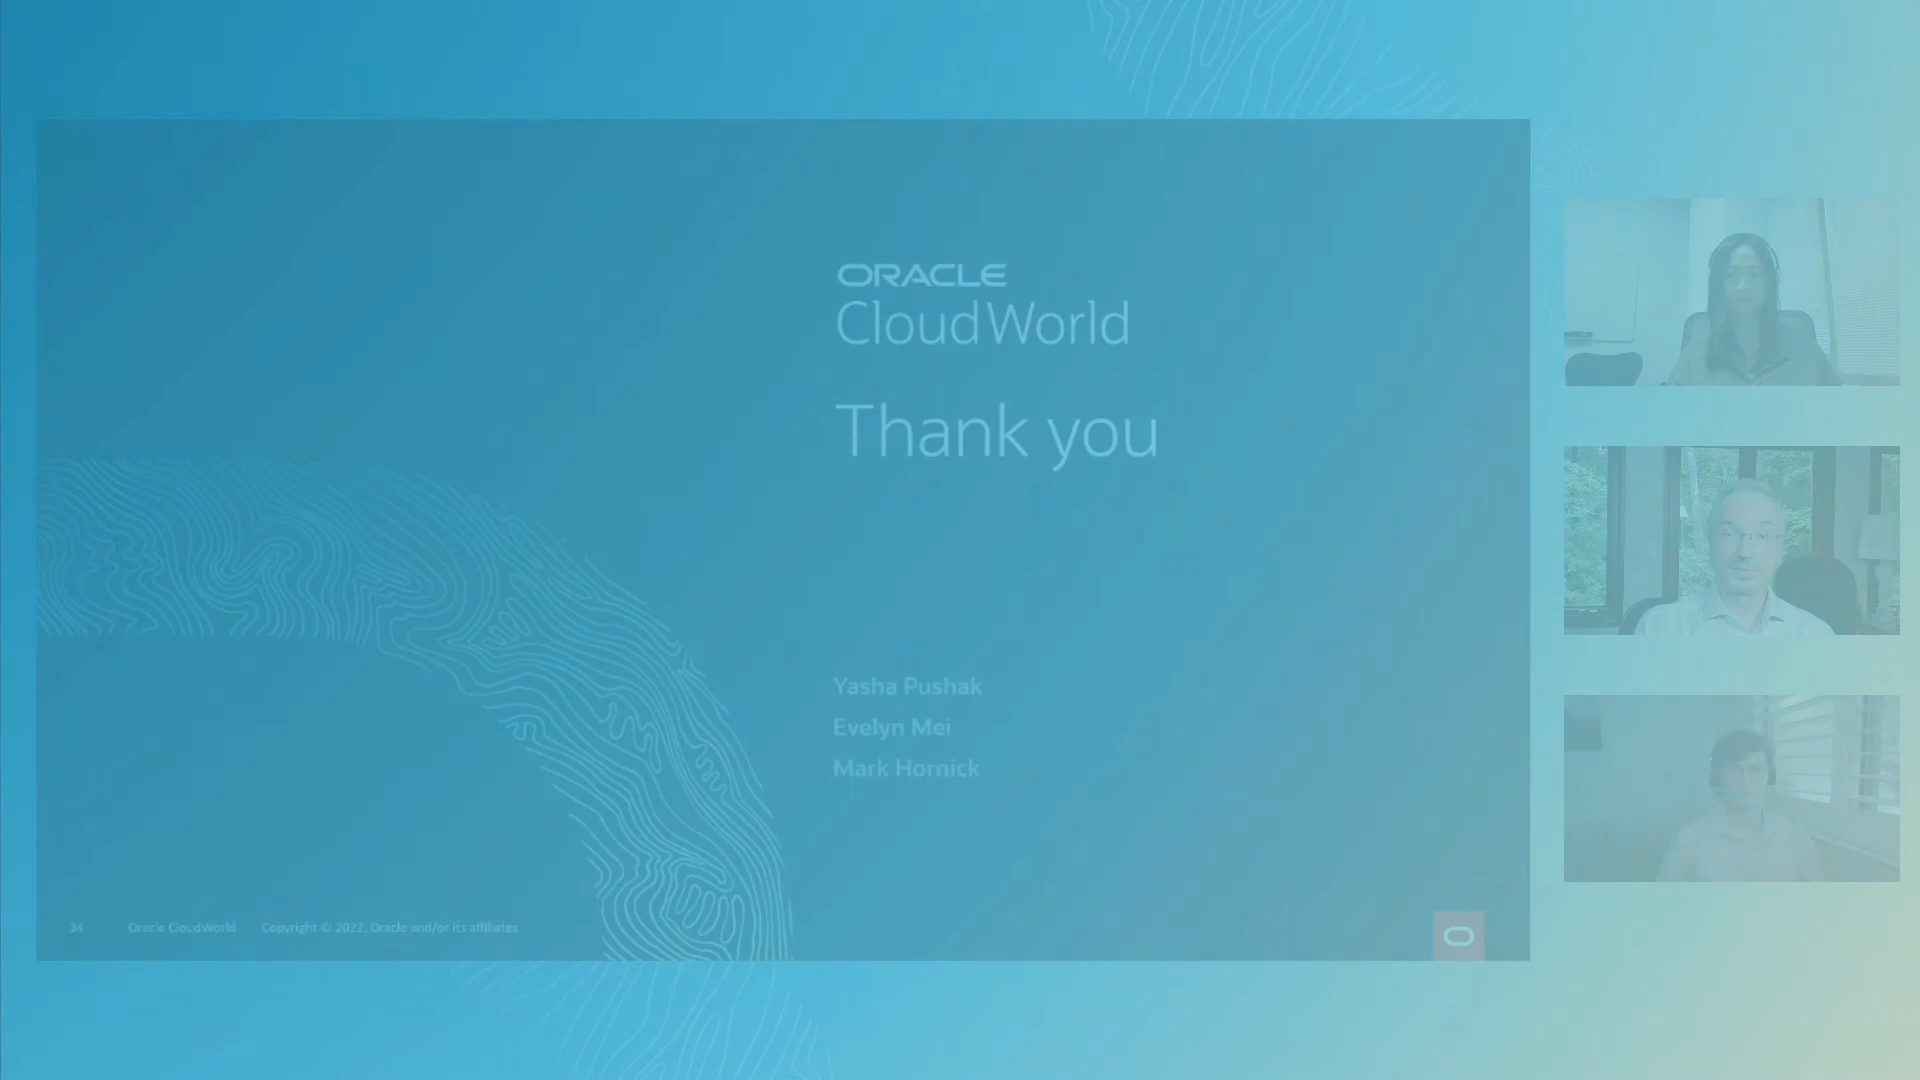 ORACLE
CloudWorld
Thank you
Yasha Pushak
Evelyn Mei
Mark Hornick
34 Oracle CloudWorld Copyright © 2022, Oracle and/or its affiliates